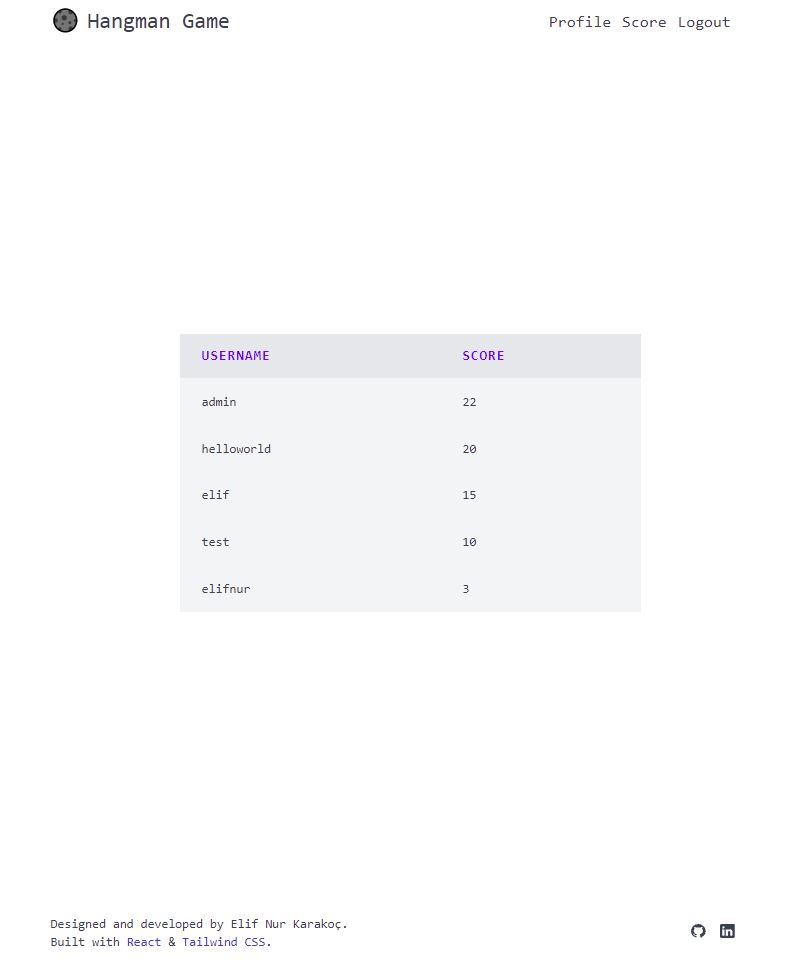 Hangman Game
Profile Score Logout
USERNAME SCORE
admin 22
helloworld 20
elif 15
test 10
elifnur 3
Designed and developed by Elif Nur Karakoç.
Built with React & Tailwind CSS.
in